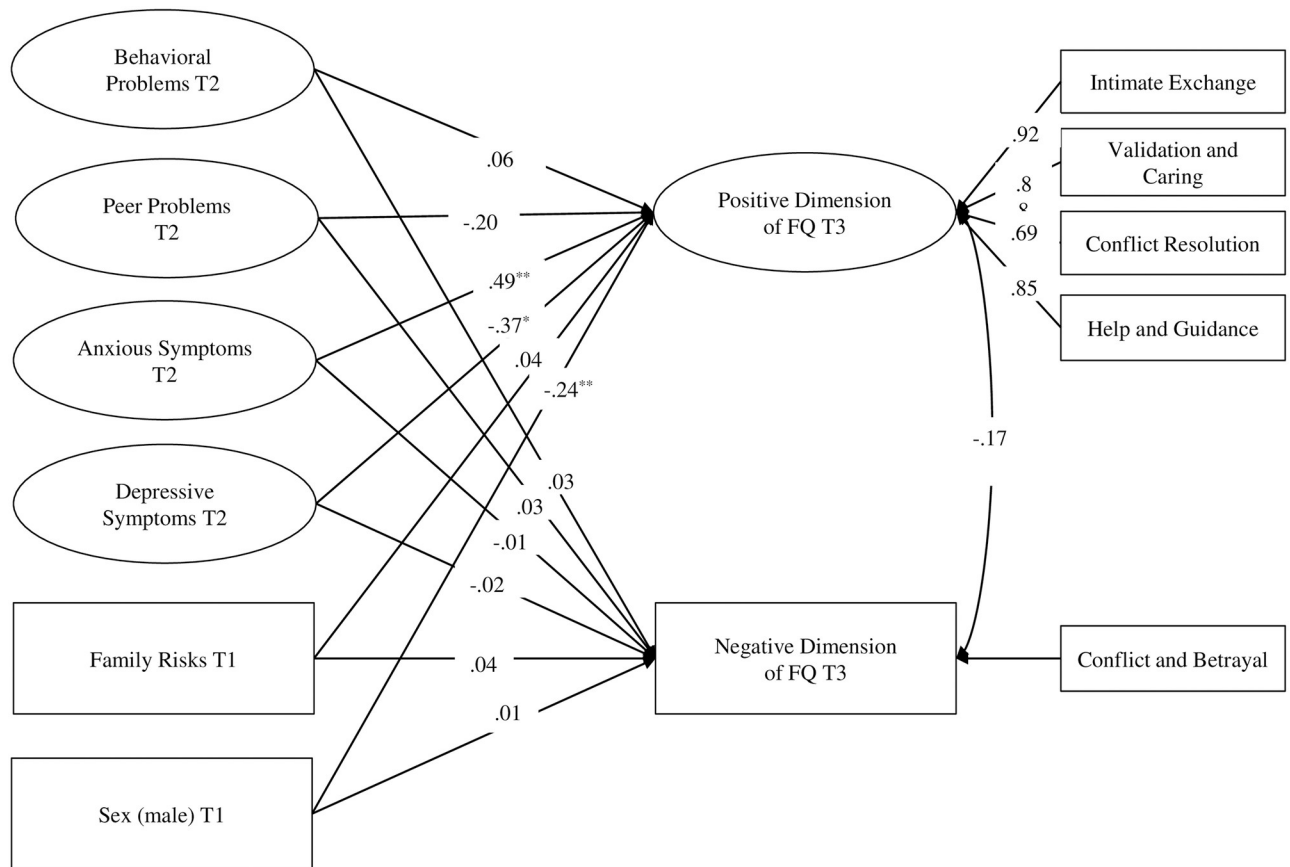 Behavioral
Problems T2
Peer Problems
T2
Anxious Symptoms
T2
Depressive
Symptoms T2
Family Risks T1
Sex (male) T1
.06
-.20
.49**
-.37*
.04
-.24**
.03
.03
-.01
-.02
.04
.01
Positive Dimension
of FQ T3
Negative Dimension
of FQ T3
.92
.8
.69
.85
-.17
Intimate Exchange
Validation and
Caring
Conflict Resolution
Help and Guidance
Conflict and Betrayal